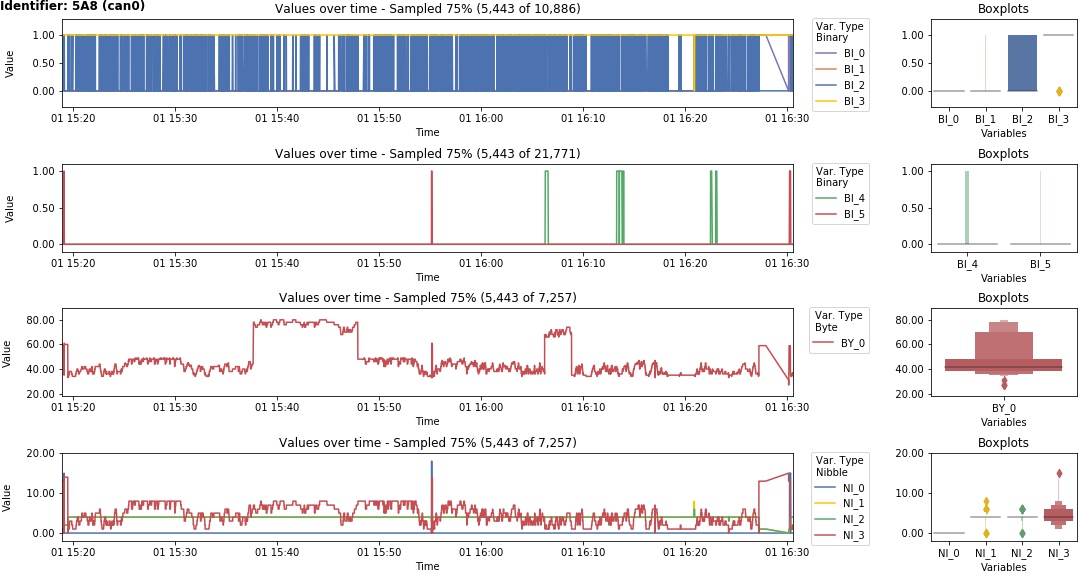 Identifier: 5A8 (can0)
Values over time - Sampled 75% (5,443 of 10,886)
Boxplots
Value
1.00
0.50
0.00
01 15:20 01 15:30 01 15:40 01 15:50 01 16:00 01 16:10 01 16:20 01 16:30
Time
Var. Type
Binary
BI_0
BI_1
BI_2
BI_3
1.00
0.50
0.00
BI_0 BI_1 BI_2 BI_3
Variables
Values over time - Sampled 75% (5,443 of 21,771)
Boxplots
Value
1.00
0.50
0.00
01 15:20 01 15:30 01 15:40 01 15:50 01 16:00 01 16:10 01 16:20 01 16:30
Time
Var. Type
Binary
BI_4
BI_5
1.00
0.50
0.00
BI_4 BI_5
Variables
Values over time - Sampled 75% (5,443 of 7,257)
Boxplots
Value
80.00
60.00
40.00
20.00
01 15:20 01 15:30 01 15:40 01 15:50 01 16:00 01 16:10 01 16:20 01 16:30
Time
Var. Type
Byte
BY_0
80.00
60.00
40.00
20.00
BY_0
Variables
Values over time - Sampled 75% (5,443 of 7,257)
Boxplots
Value
20.00
10.00
0.00
01 15:20 01 15:30 01 15:40 01 15:50 01 16:00 01 16:10 01 16:20 01 16:30
Time
Var. Type
Nibble
NI_0
NI_1
NI_2
NI_3
20.00
10.00
0.00
NI_0 NI_1 NI_2 NI_3
Variables